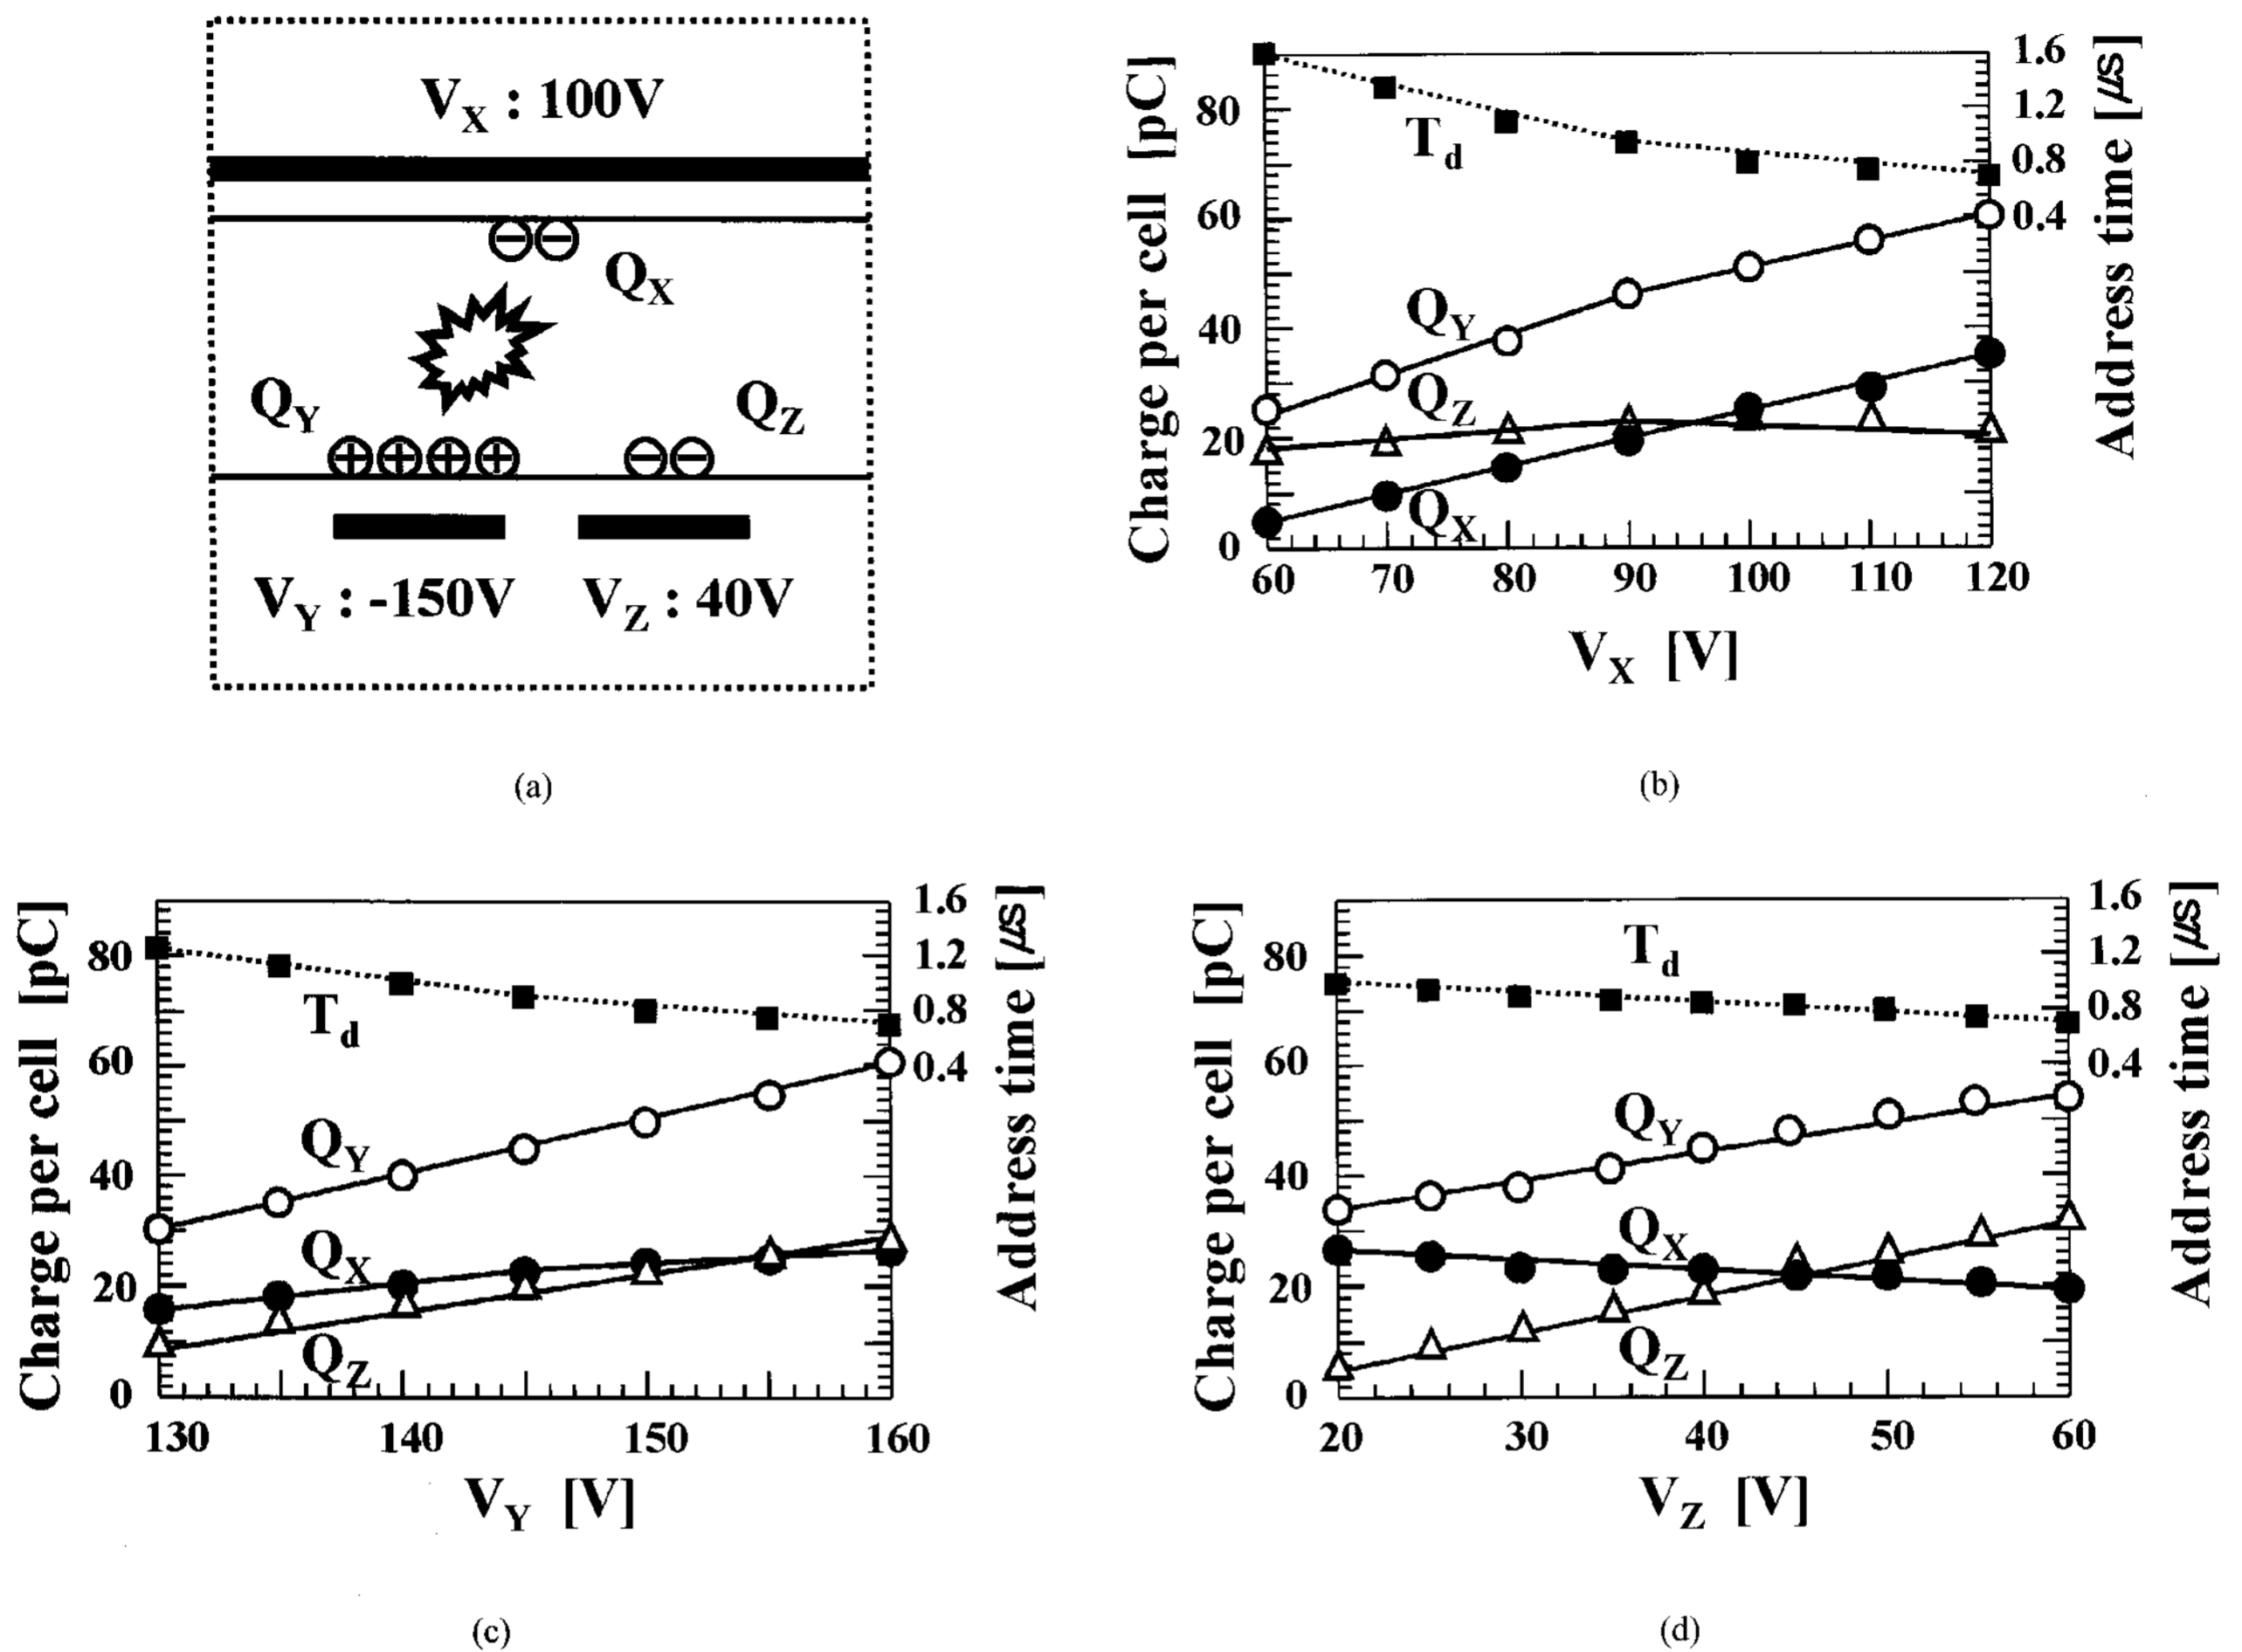 V_X : 100V
⊖⊖
Q_X
Q_Y Q_Z
⊕⊕⊕⊕ ⊖⊖
V_Y : -150V V_Z : 40V
(a)
Charge per cell [pC]
80
60
40
20
0
T_d
Q_Y
Q_Z
Q_X
1.6
1.2
0.8
0.4
Address time [μs]
60 70 80 90 100 110 120
V_X [V]
(b)
Charge per cell [pC]
80
60
40
20
0
T_d
Q_Y
Q_X
Q_Z
1.6
1.2
0.8
0.4
Address time [μs]
130 140 150 160
V_Y [V]
(c)
Charge per cell [pC]
80
60
40
20
0
T_d
Q_Y
Q_X
Q_Z
1.6
1.2
0.8
0.4
Address time [μs]
20 30 40 50 60
V_Z [V]
(d)